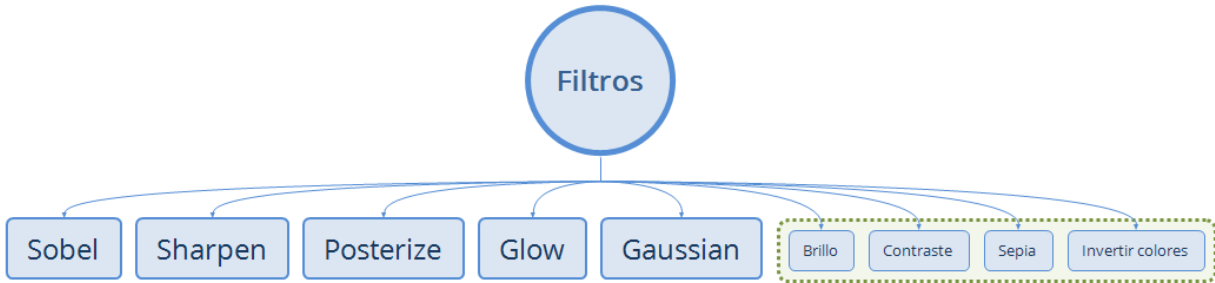 Filtros
Sobel
Sharpen
Posterize
Glow
Gaussian
Brillo
Contraste
Sepia
Invertir colores